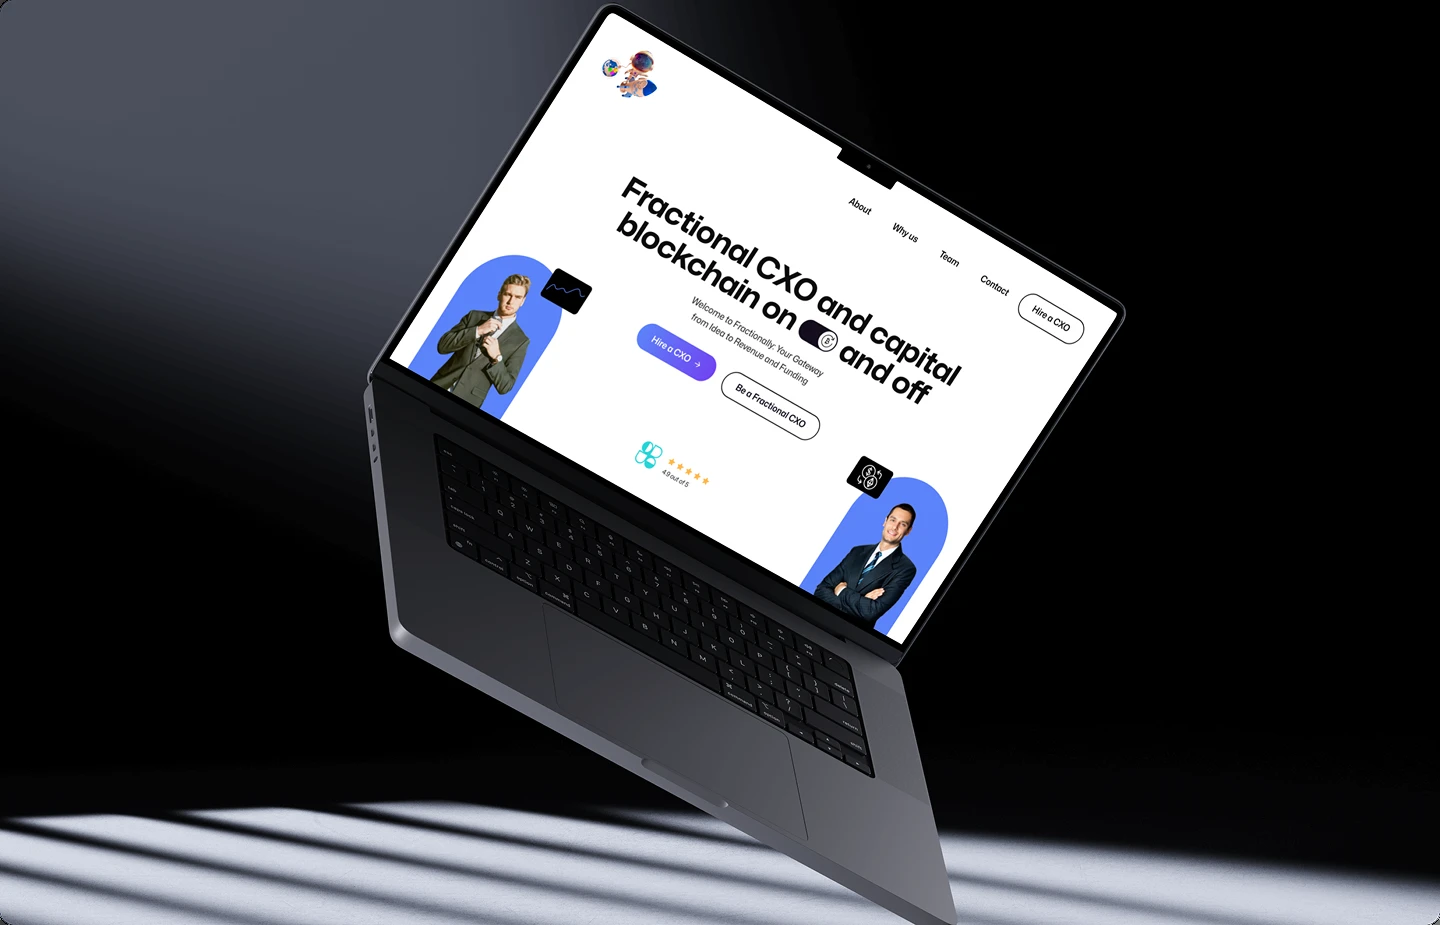 About
Why us
Team
Contact
Hire a CXO
Fractional CXO and capital
blockchain on and off
Welcome to Fractionally: Your Gateway
from Idea to Revenue and Funding
Hire a CXO →
Be a Fractional CXO
4.9 out of 5